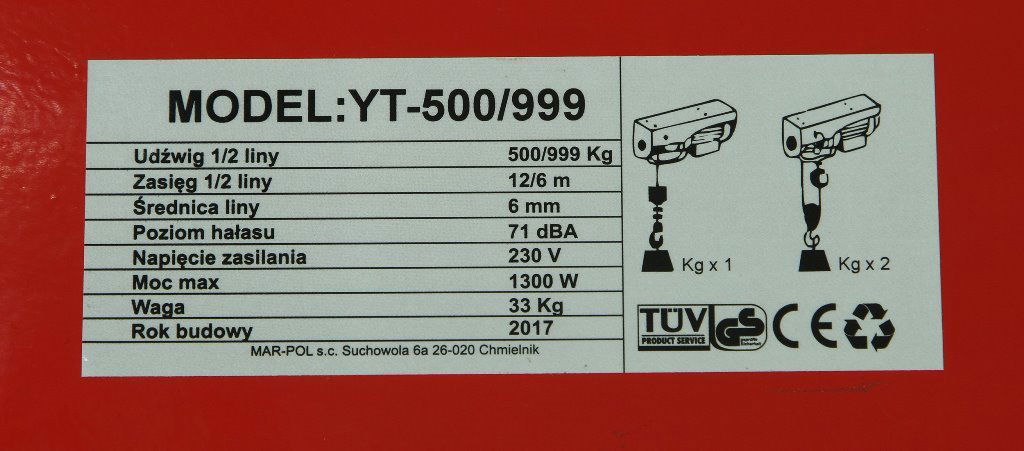 MODEL:YT-500/999
Udźwig 1/2 liny 500/999 Kg
Zasięg 1/2 liny 12/6 m
Średnica liny 6 mm
Poziom hałasu 71 dBA
Napięcie zasilania 230 V
Moc max 1300 W
Waga 33 Kg
Rok budowy 2017
MAR-POL s.c. Suchowola 6a 26-020 Chmielnik
Kg x 1
Kg x 2
TÜV
PRODUCT SERVICE
GS
geprüfte
Sicherheit
CE